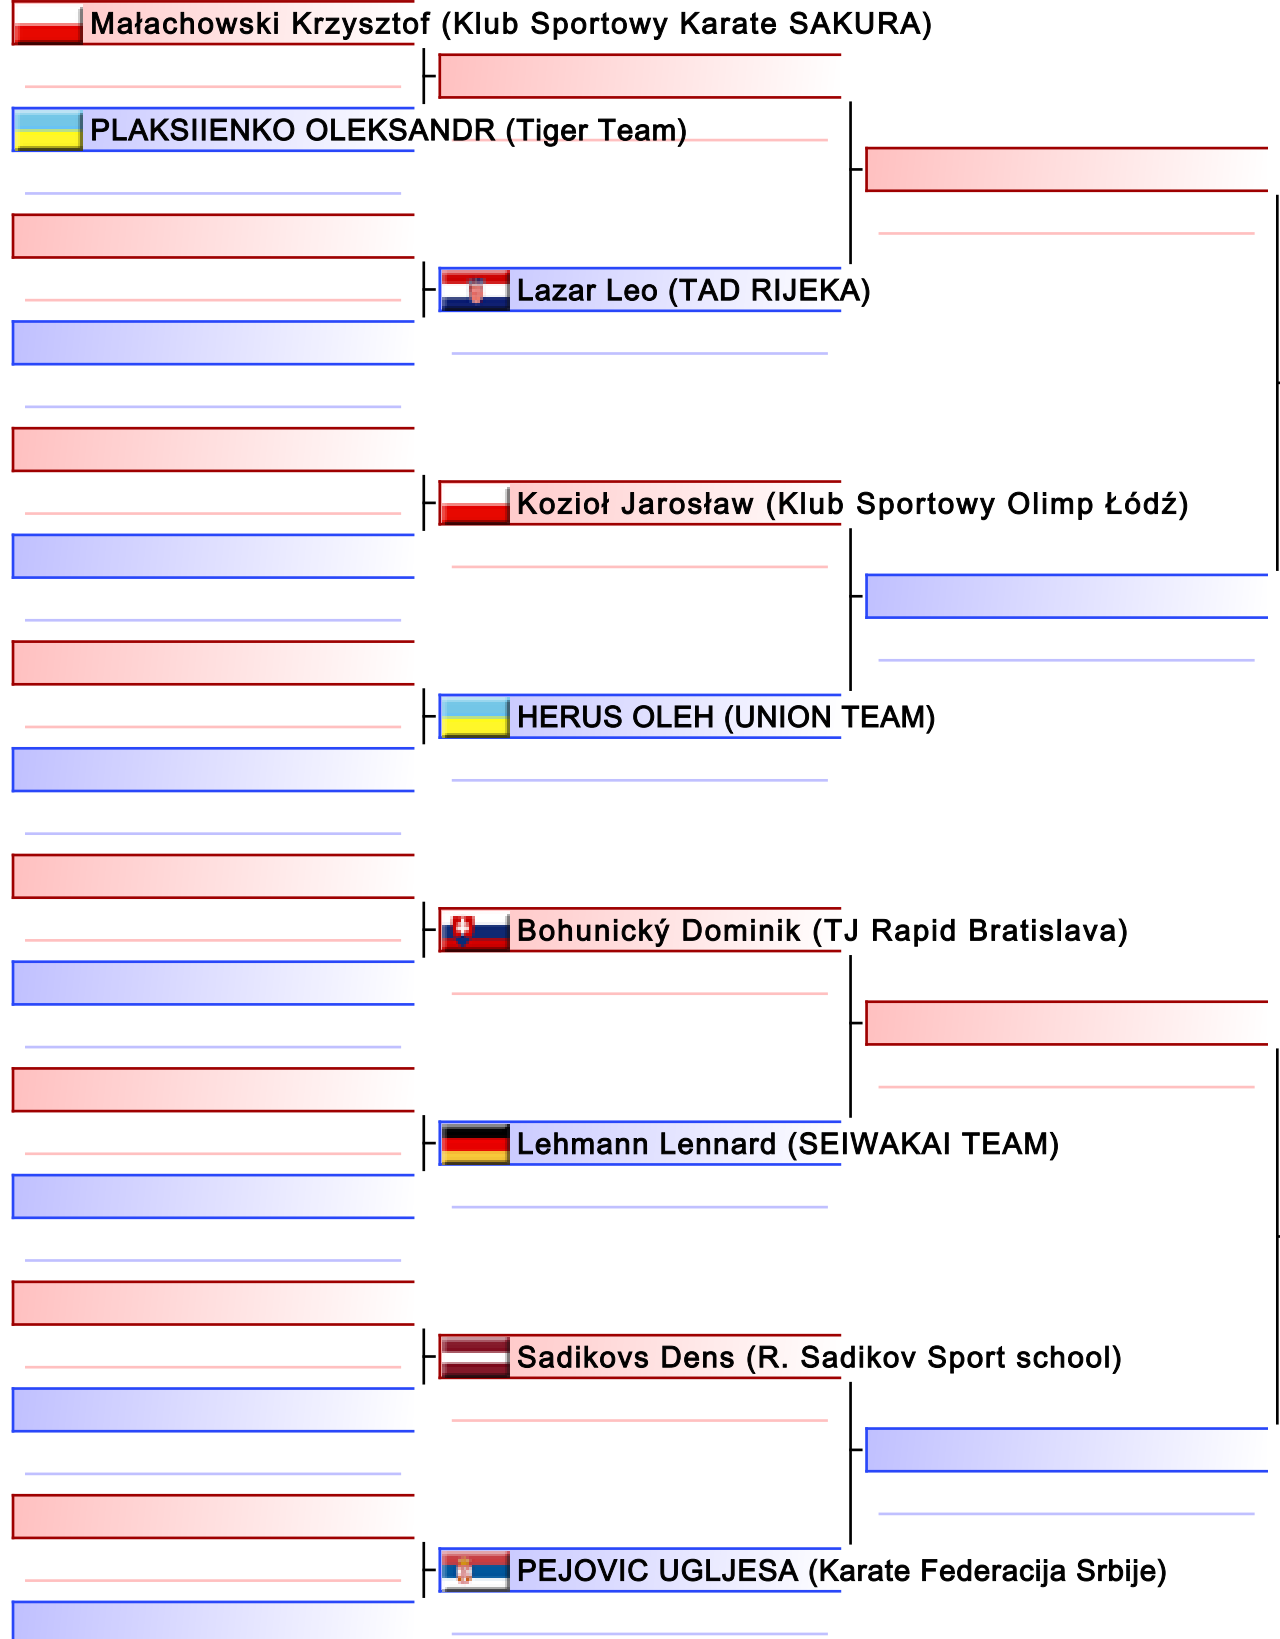 Małachowski Krzysztof (Klub Sportowy Karate SAKURA)
PLAKSIIENKO OLEKSANDR (Tiger Team)
Lazar Leo (TAD RIJEKA)
Kozioł Jarosław (Klub Sportowy Olimp Łódź)
HERUS OLEH (UNION TEAM)
Bohunický Dominik (TJ Rapid Bratislava)
Lehmann Lennard (SEIWAKAI TEAM)
Sadikovs Dens (R. Sadikov Sport school)
PEJOVIC UGLJESA (Karate Federacija Srbije)